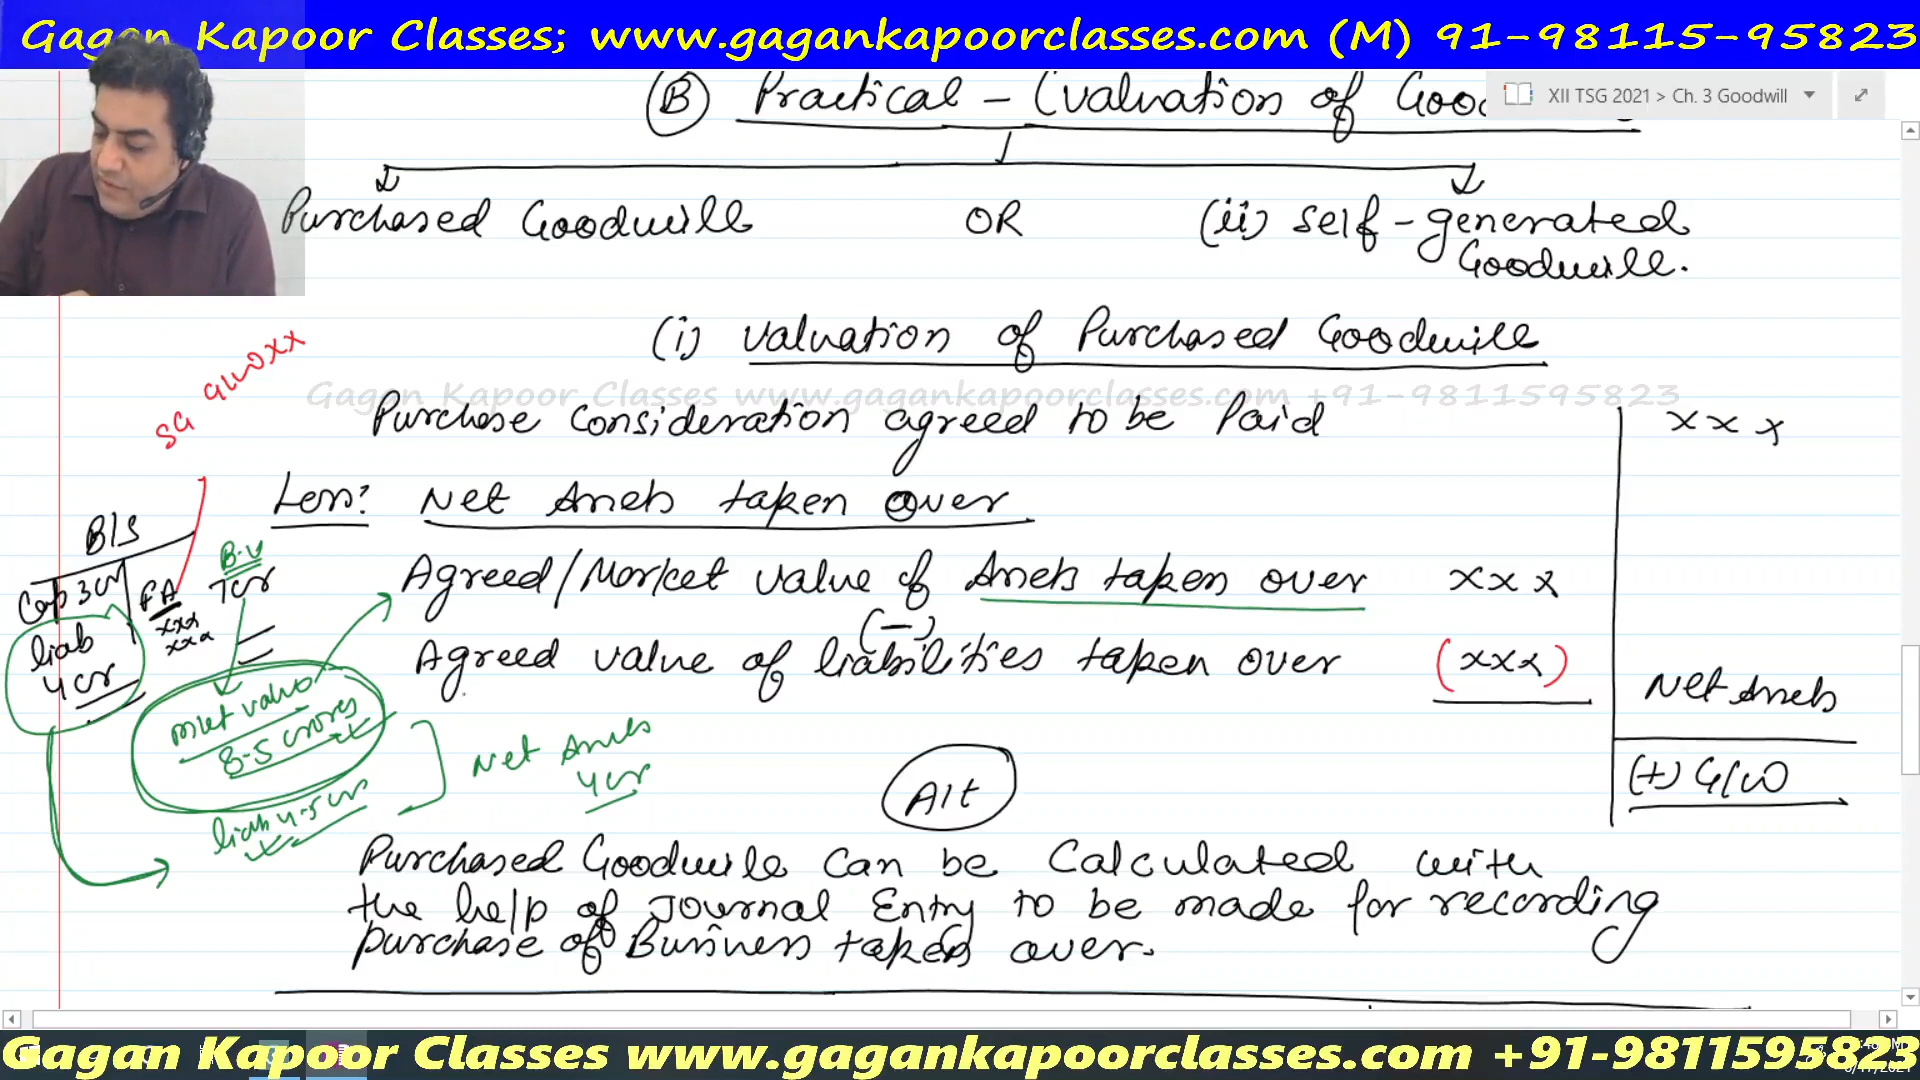 Gagan Kapoor Classes; www.gagankapoorclasses.com (M) 91-98115-95823
(B) Practical - (Valuation of
XII TSG 2021 > Ch. 3 Goodwill
Purchased Goodwill OR (ii) Self-generated
Goodwill.
(i) Valuation of Purchased Goodwill
Gagan Kapoor Classes www.gagankapoorclasses.com +91-9811595823
SG G/W xx
Purchase Consideration agreed to be Paid xxx
Less: Net Assets taken over
B/S
B.V
Cap 3cr FA 7cr
xxx
xxx
Agreed/Market value of Assets taken over xxx
(-)
liab
4cr
Agreed value of liabilities taken over (xxx)
Net Assets
mkt value
8.5 crores
liab 4.5cr
Net Assets
4cr
(+) G/W
Alt
Purchased Goodwill Can be Calculated with
the help of Journal Entry to be made for recording
purchase of Business taken over.
Gagan Kapoor Classes www.gagankapoorclasses.com +91-9811595823